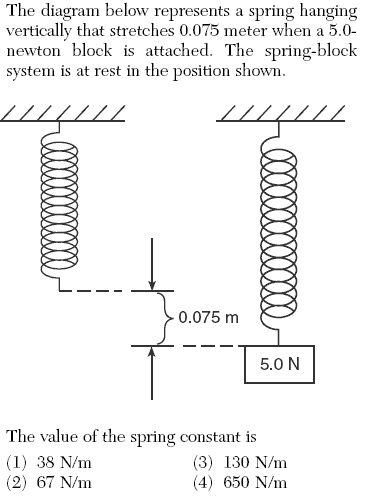 The diagram below represents a spring hanging
vertically that stretches 0.075 meter when a 5.0-
newton block is attached. The spring-block
system is at rest in the position shown.
0.075 m
5.0 N
The value of the spring constant is
(1) 38 N/m (3) 130 N/m
(2) 67 N/m (4) 650 N/m